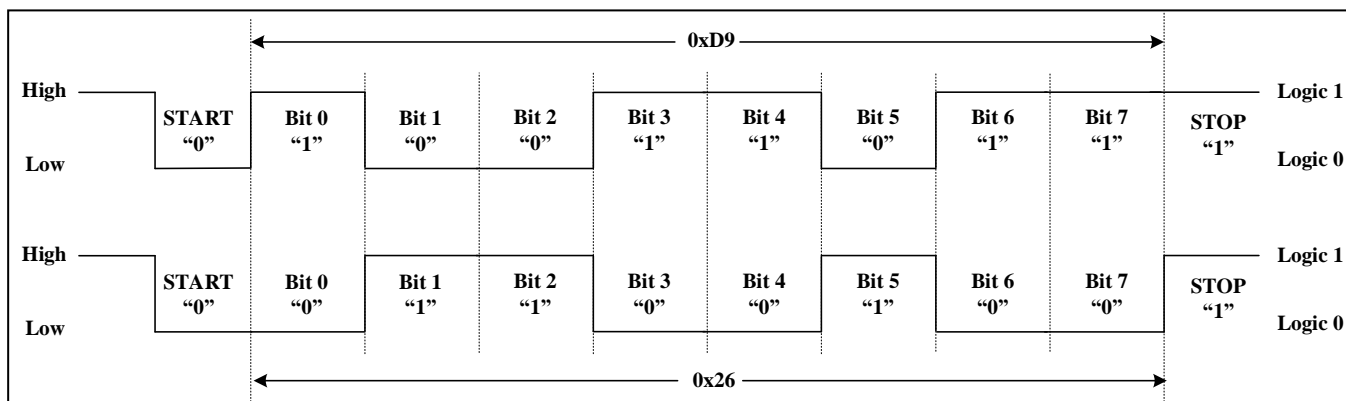 0xD9
High Logic 1
START Bit 0 Bit 1 Bit 2 Bit 3 Bit 4 Bit 5 Bit 6 Bit 7 STOP
“0” “1” “0” “0” “1” “1” “0” “1” “1” “1”
Low Logic 0
High Logic 1
START Bit 0 Bit 1 Bit 2 Bit 3 Bit 4 Bit 5 Bit 6 Bit 7 STOP
“0” “0” “1” “1” “0” “0” “1” “0” “0” “1”
Low Logic 0
0x26